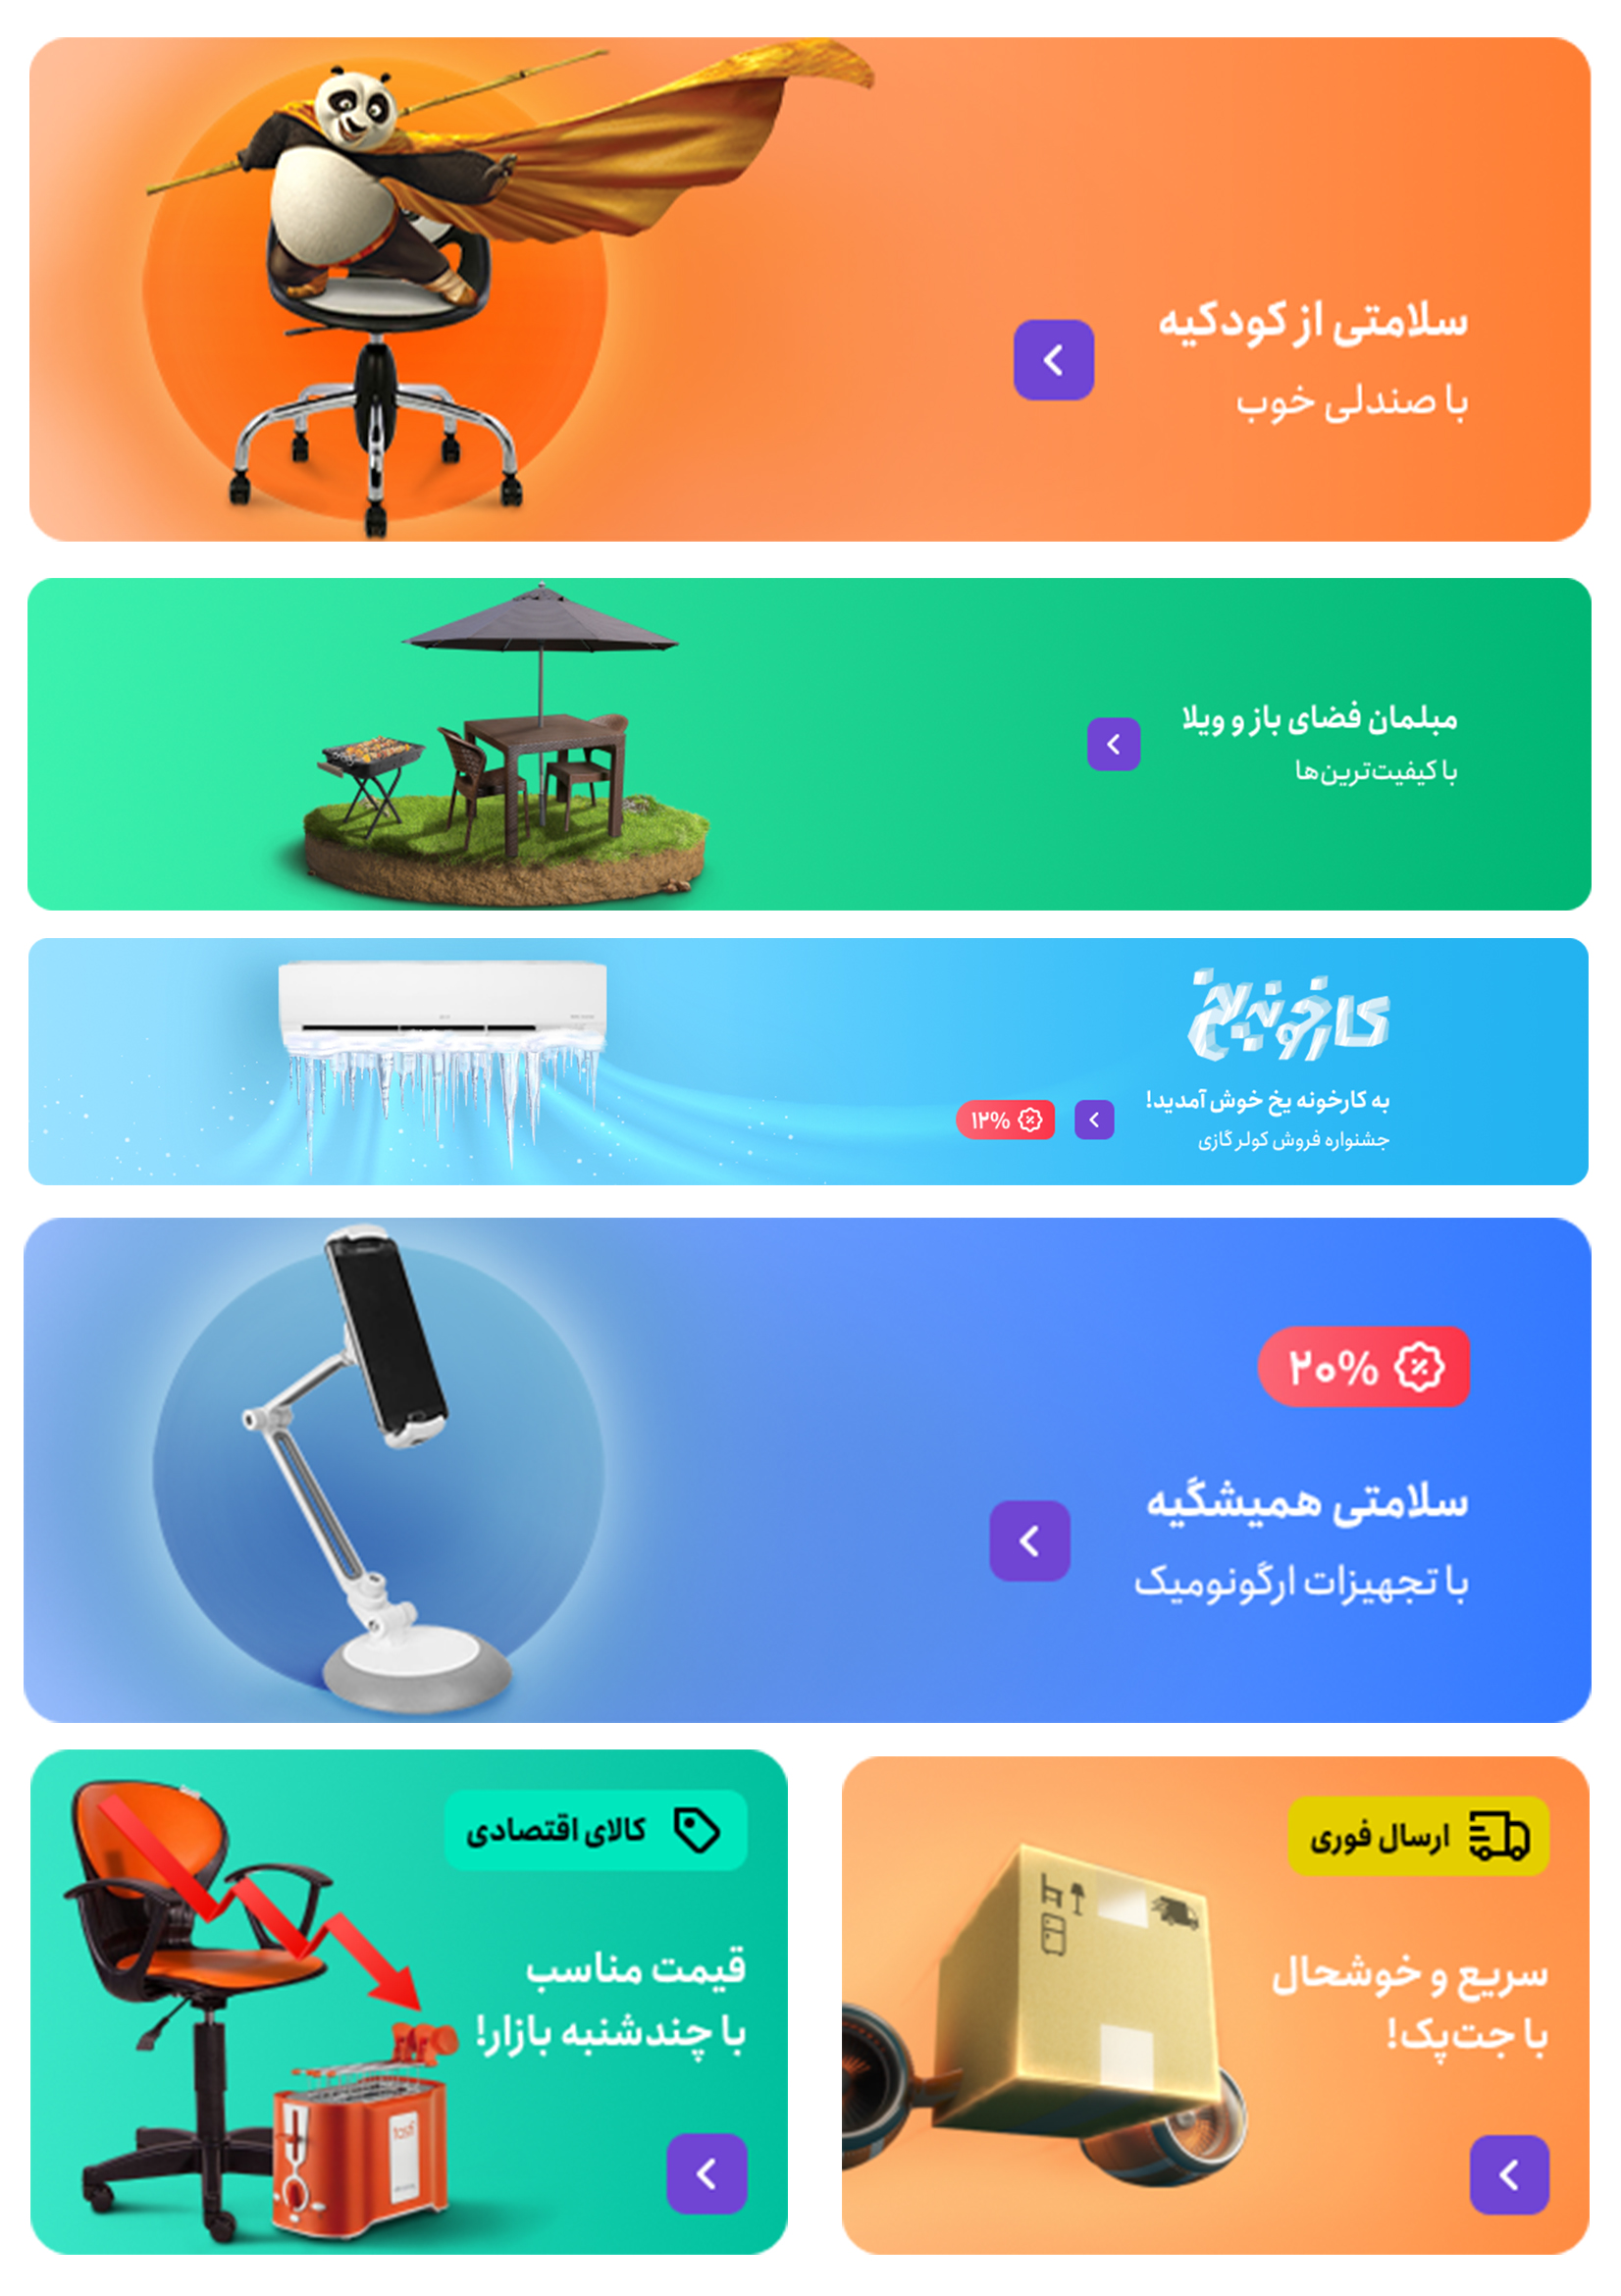 سلامتی از کودکیه
با صندلی خوب
مبلمان فضای باز و ویلا
با کیفیت‌ترین‌ها
کارخونه یخ
به کارخونه یخ خوش آمدید!
جشنواره فروش کولر گازی
۱۲%
۲۰%
سلامتی همیشگیه
با تجهیزات ارگونومیک
ارسال فوری
سریع و خوشحال
با جت‌پک!
کالای اقتصادی
قیمت مناسب
با چندشنبه بازار!